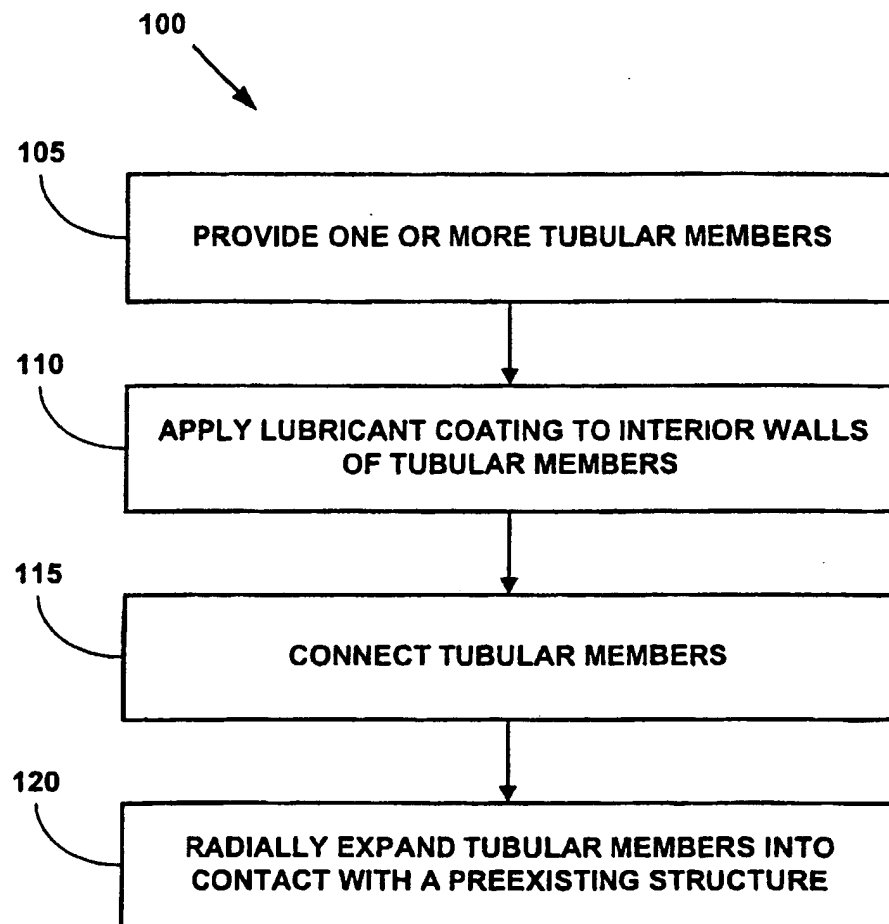 100
105
PROVIDE ONE OR MORE TUBULAR MEMBERS
110
APPLY LUBRICANT COATING TO INTERIOR WALLS
OF TUBULAR MEMBERS
115
CONNECT TUBULAR MEMBERS
120
RADIALLY EXPAND TUBULAR MEMBERS INTO
CONTACT WITH A PREEXISTING STRUCTURE